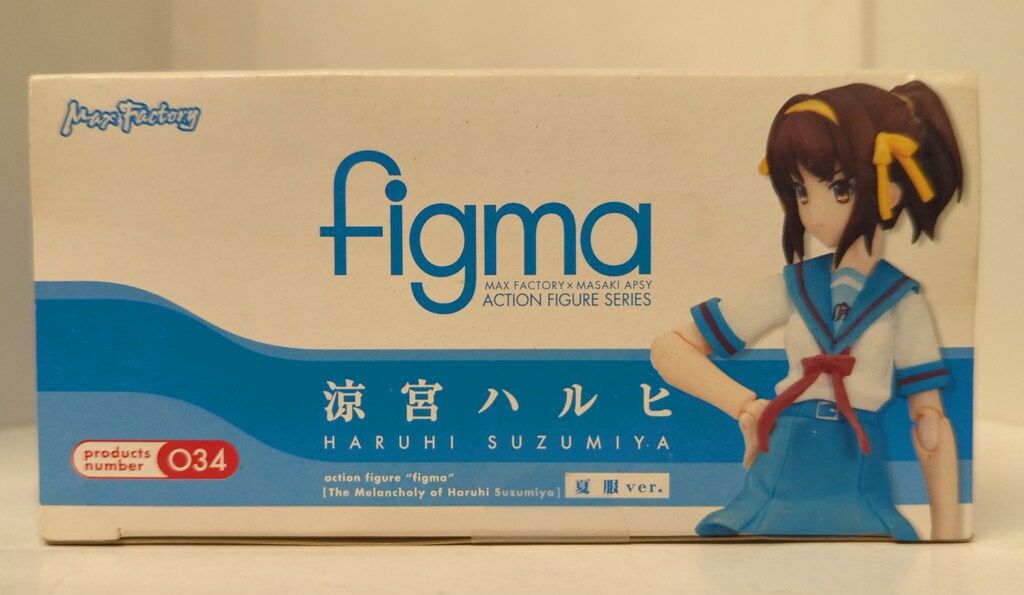 Max Factory
figma
MAX FACTORY × MASAKI APSY
ACTION FIGURE SERIES
涼宮ハルヒ
HARUHI SUZUMIYA
products
number
034
action figure "figma"
[The Melancholy of Haruhi Suzumiya]
夏服ver.